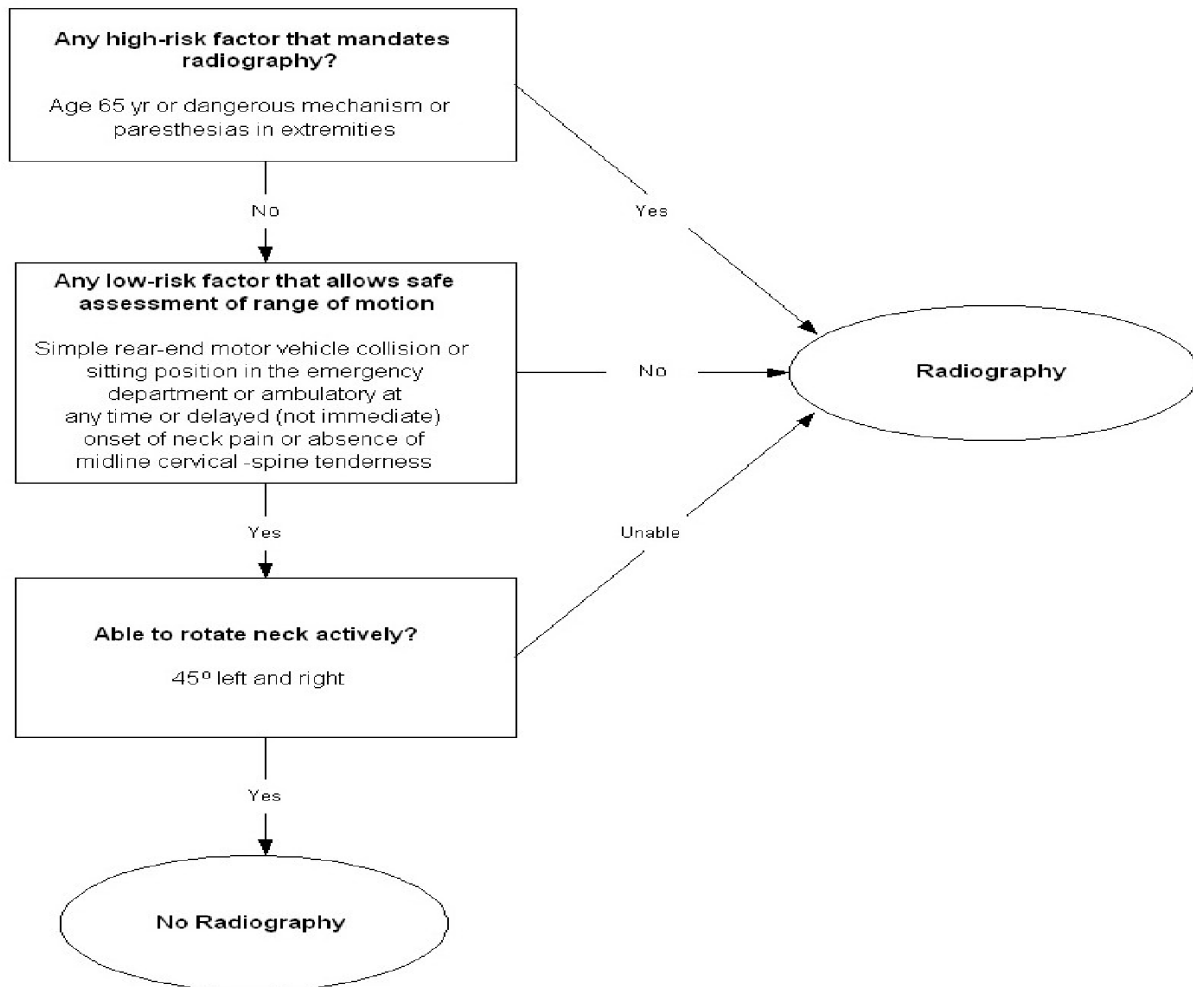 Any high-risk factor that mandates
radiography?
Age 65 yr or dangerous mechanism or
paresthesias in extremities
No
Yes
Any low-risk factor that allows safe
assessment of range of motion
Simple rear-end motor vehicle collision or
sitting position in the emergency
department or ambulatory at
any time or delayed (not immediate)
onset of neck pain or absence of
midline cervical -spine tenderness
No
Radiography
Yes
Unable
Able to rotate neck actively?
45º left and right
Yes
No Radiography